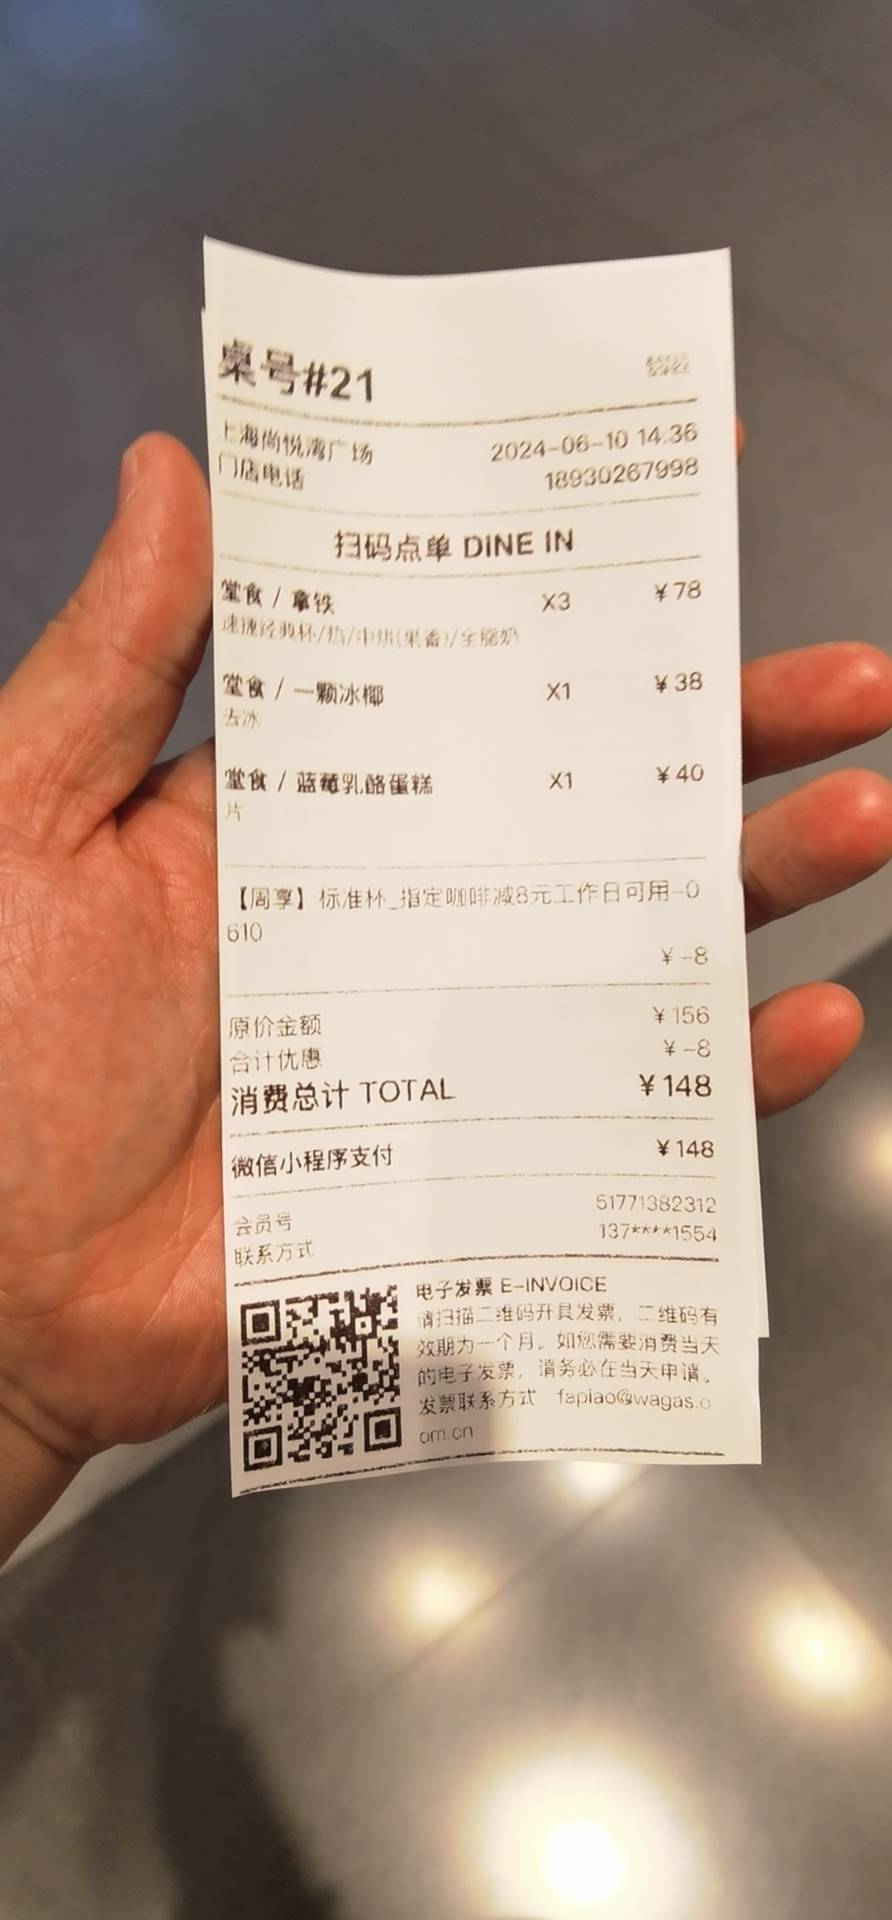 桌号#21
上海尚悦湾广场 2024-06-10 14:36
门店电话 18930267998
扫码点单 DINE IN
堂食 / 拿铁 X3 ￥78
速捷经典杯/热/中烘(果香)/全脂奶
堂食 / 一颗冰椰 X1 ￥38
去冰
堂食 / 蓝莓乳酪蛋糕 X1 ￥40
片
【周享】标准杯_指定咖啡减8元工作日可用-0
610
￥-8
原价金额 ￥156
合计优惠 ￥-8
消费总计 TOTAL ￥148
微信小程序支付 ￥148
会员号 51771382312
联系方式 137****1554
电子发票 E-INVOICE
请扫描二维码开具发票，二维码有
效期为一个月。如您需要消费当天
的电子发票，请务必在当天申请。
发票联系方式 fapiao@wagas.c
om.cn